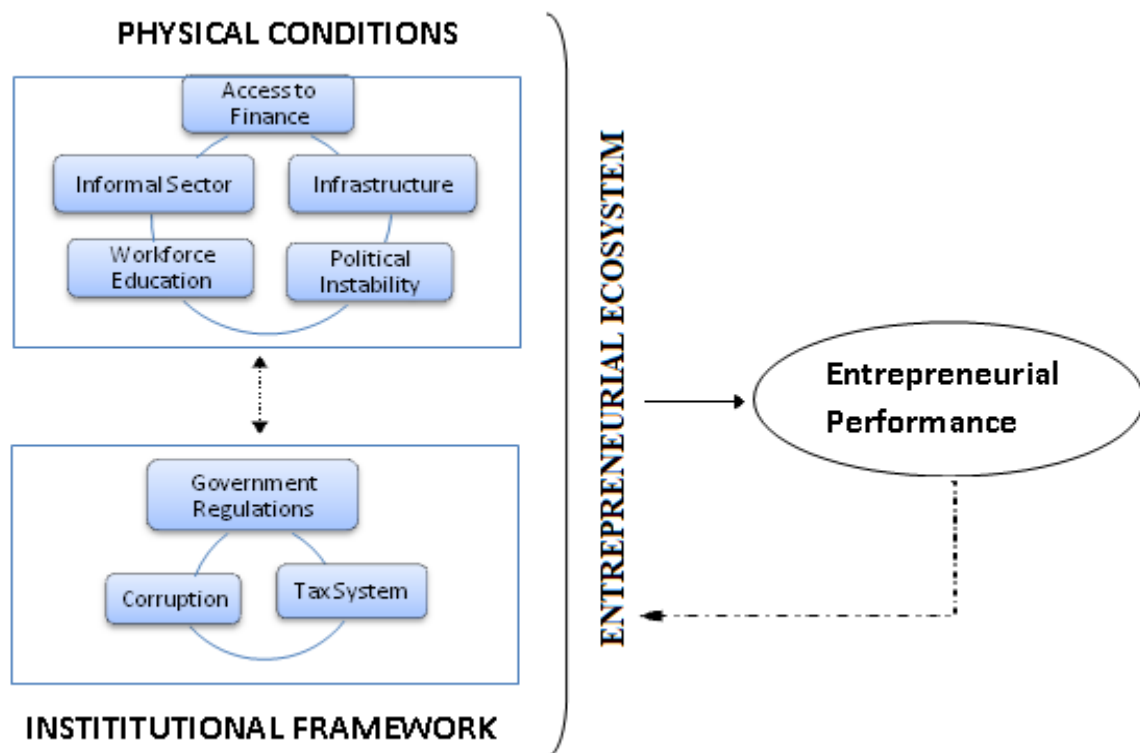 PHYSICAL CONDITIONS
Access to
Finance
Informal Sector
Infrastructure
Workforce
Education
Political
Instability
Government
Regulations
Corruption
Tax System
INSTITITUTIONAL FRAMEWORK
ENTREPRENEURIAL ECOSYSTEM
Entrepreneurial
Performance